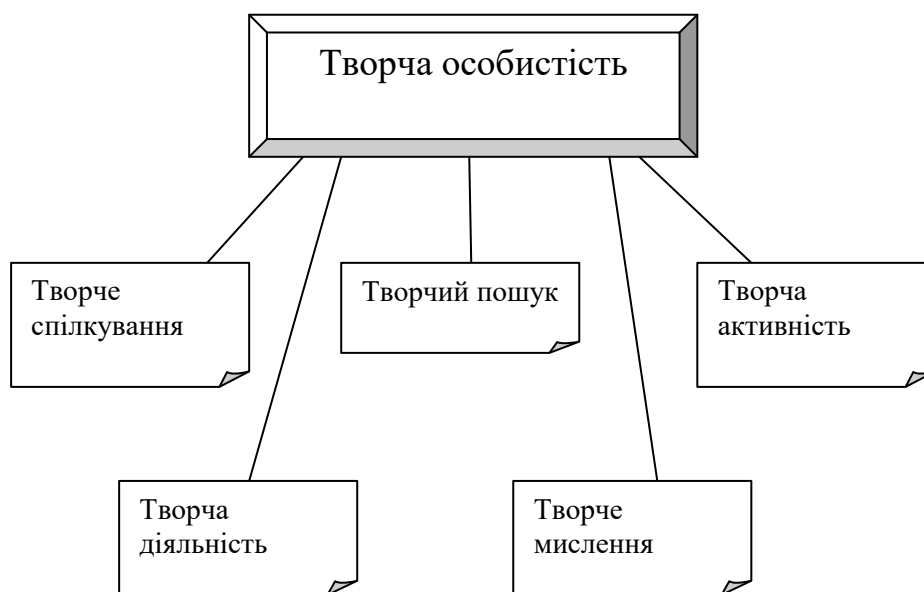 Творча особистість
Творче
спілкування
Творчий пошук
Творча
активність
Творча
діяльність
Творче
мислення